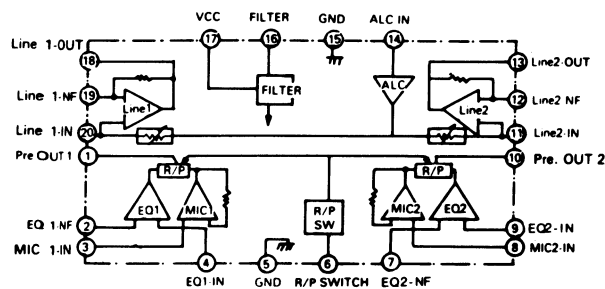 VCC FILTER GND ALC IN
Line 1-OUT 17 16 15 14
18 13 Line2-OUT
19 Line 1-NF Line1 FILTER ALC Line2 12 Line2 NF
Line 1-IN 20 11 Line2-IN
Pre OUT1 1 10 Pre. OUT 2
R/P R/P
EQ1 MIC1 R/P SW MIC2 EQ2
EQ 1-NF 2 9 EQ2-IN
MIC 1-IN 3 8 MIC2-IN
4 5 6 7
EQ1-IN GND R/P SWITCH EQ2-NF